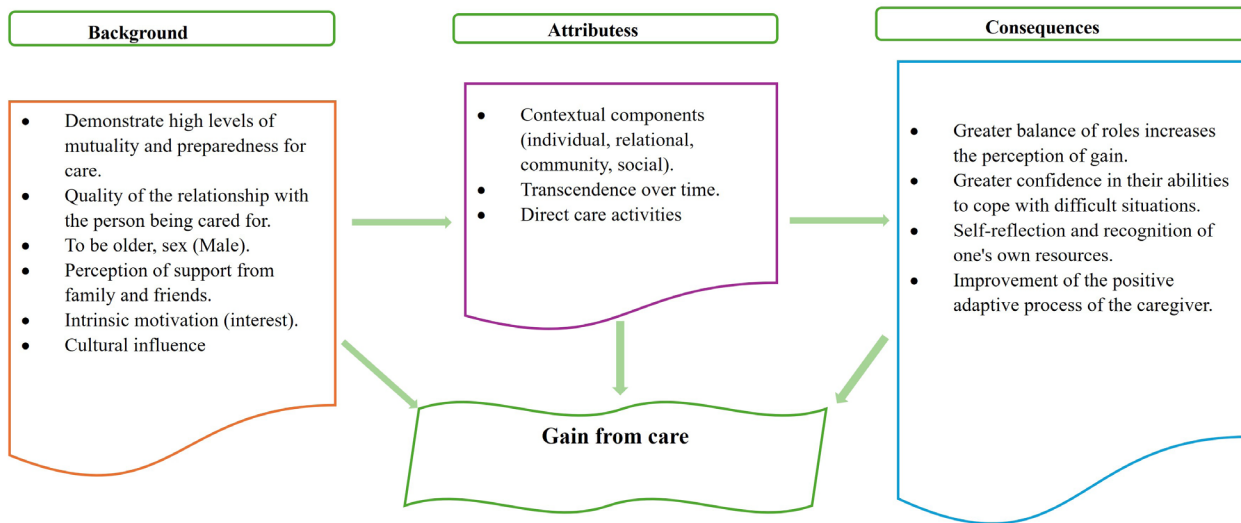 Background
Attributess
Consequences
• Demonstrate high levels of
mutuality and preparedness for
care.
• Quality of the relationship with
the person being cared for.
• To be older, sex (Male).
• Perception of support from
family and friends.
• Intrinsic motivation (interest).
• Cultural influence
• Contextual components
(individual, relational,
community, social).
• Transcendence over time.
• Direct care activities
• Greater balance of roles increases
the perception of gain.
• Greater confidence in their abilities
to cope with difficult situations.
• Self-reflection and recognition of
one's own resources.
• Improvement of the positive
adaptive process of the caregiver.
Gain from care